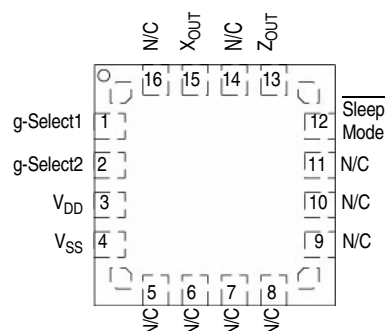 N/C
XOUT
N/C
ZOUT
16
15
14
13
g-Select1
1
12
Sleep
Mode
g-Select2
2
11
N/C
VDD
3
10
N/C
VSS
4
9
N/C
5
6
7
8
N/C
N/C
N/C
N/C